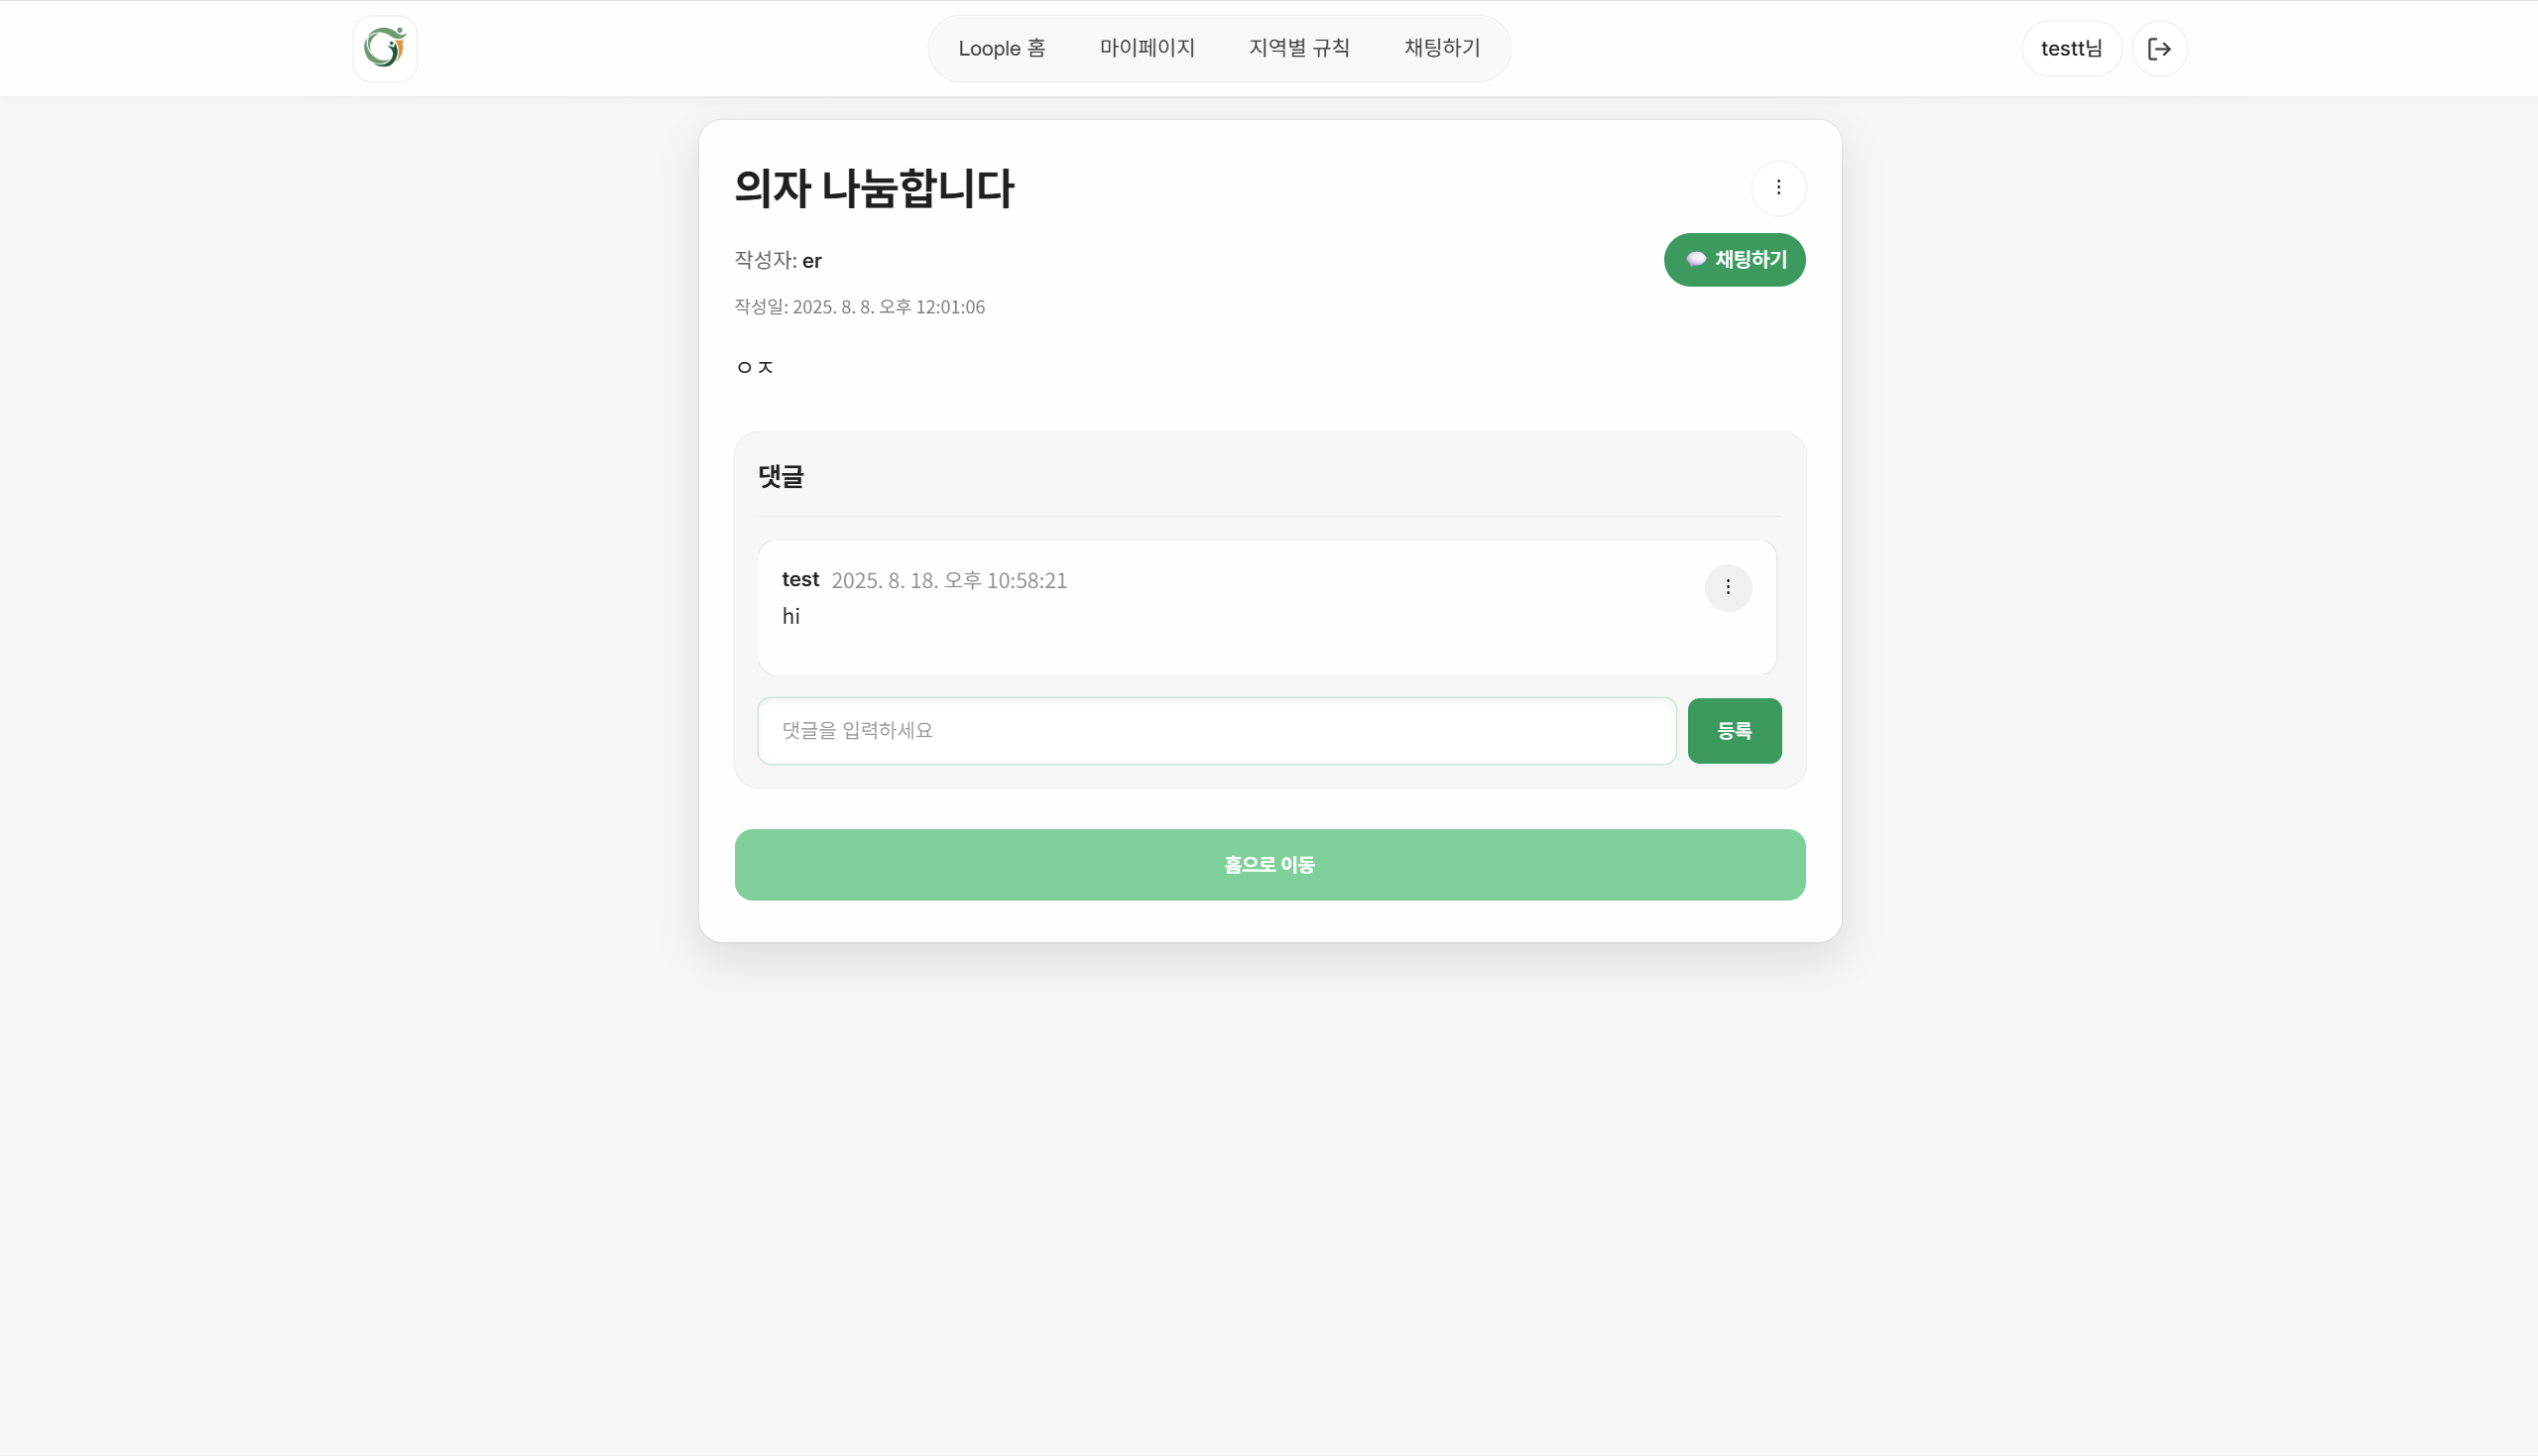 Loople 홈 마이페이지 지역별 규칙 채팅하기 testt님
의자 나눔합니다
작성자: er 채팅하기
작성일: 2025. 8. 8. 오후 12:01:06
ㅇㅈ
댓글
test 2025. 8. 18. 오후 10:58:21
hi
댓글을 입력하세요 등록
홈으로 이동